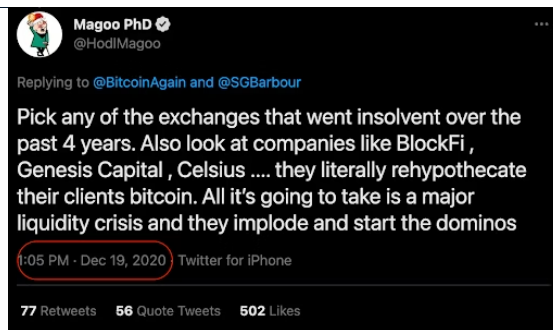 Magoo PhD
@HodlMagoo
Replying to @BitcoinAgain and @SGBarbour
Pick any of the exchanges that went insolvent over the
past 4 years. Also look at companies like BlockFi ,
Genesis Capital , Celsius .... they literally rehypothecate
their clients bitcoin. All it's going to take is a major
liquidity crisis and they implode and start the dominos
1:05 PM · Dec 19, 2020 · Twitter for iPhone
77 Retweets 56 Quote Tweets 502 Likes